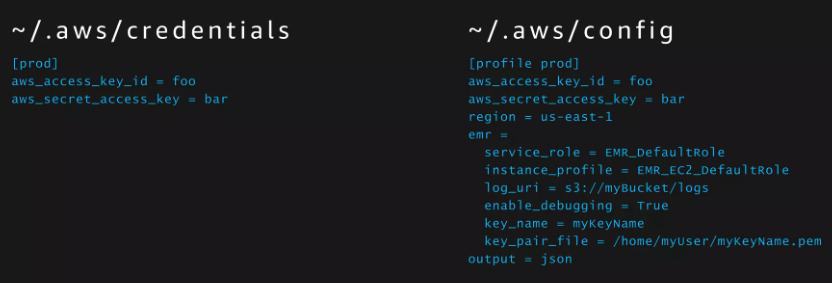 ~/.aws/credentials
[prod]
aws_access_key_id = foo
aws_secret_access_key = bar
~/.aws/config
[profile prod]
aws_access_key_id = foo
aws_secret_access_key = bar
region = us-east-1
emr =
  service_role = EMR_DefaultRole
  instance_profile = EMR_EC2_DefaultRole
  log_uri = s3://myBucket/logs
  enable_debugging = True
  key_name = myKeyName
  key_pair_file = /home/myUser/myKeyName.pem
output = json